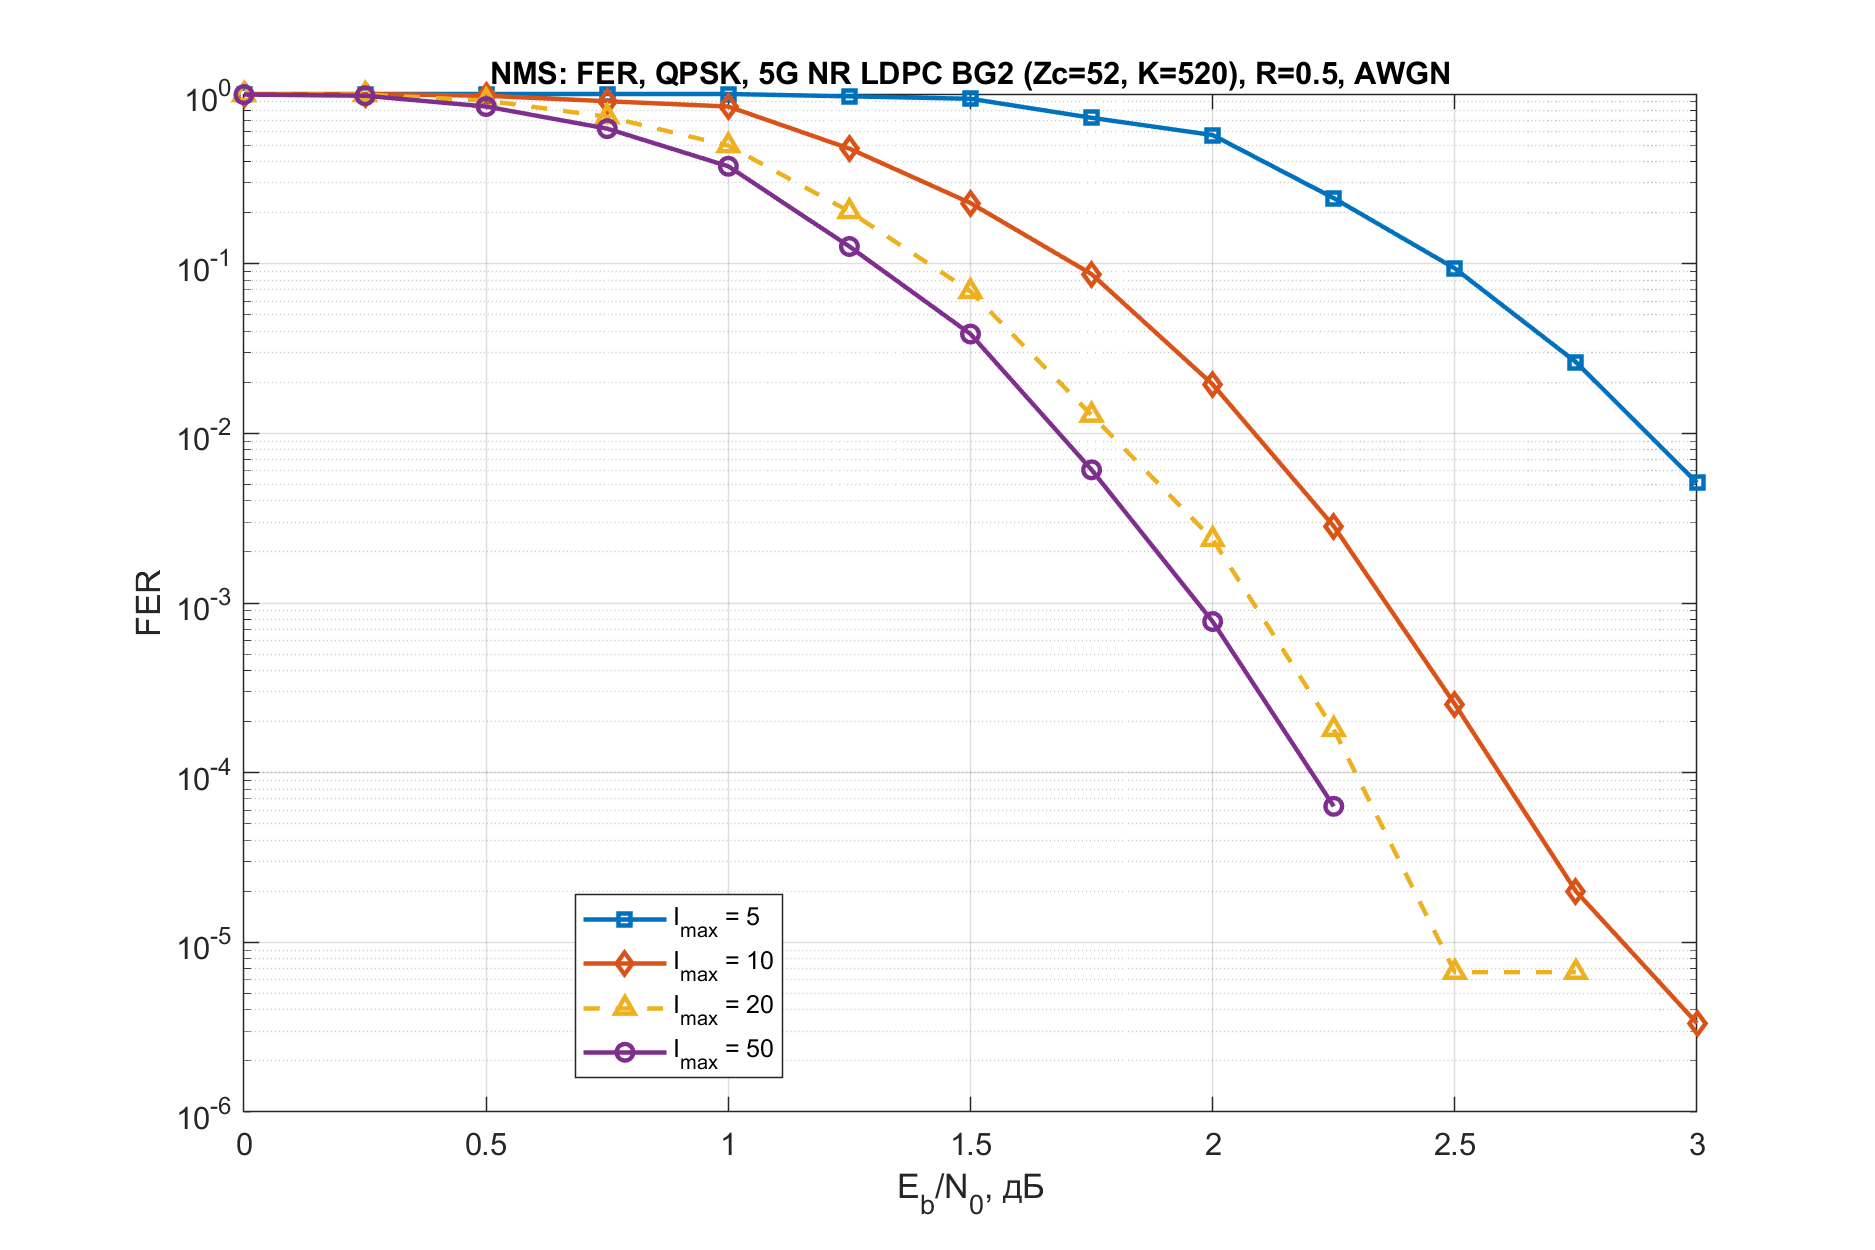 NMS: FER, QPSK, 5G NR LDPC BG2 (Zc=52, K=520), R=0.5, AWGN
10^0
10^-1
10^-2
10^-3
10^-4
10^-5
10^-6
FER
I_max = 5
I_max = 10
I_max = 20
I_max = 50
0 0.5 1 1.5 2 2.5 3
E_b/N_0, дБ